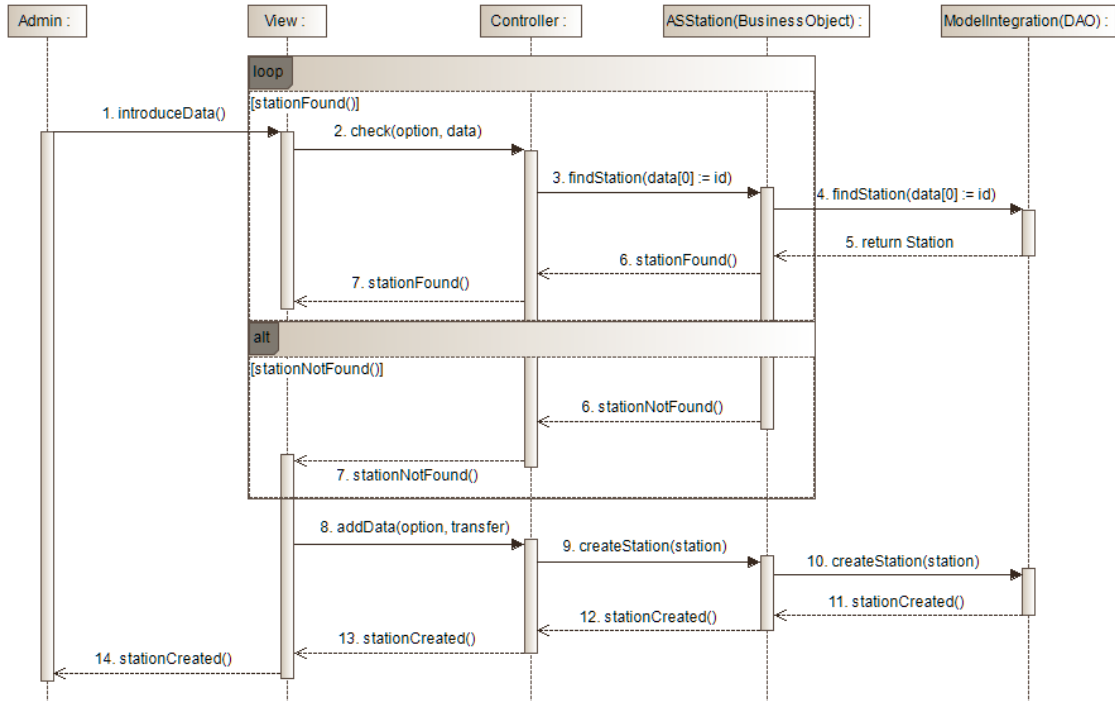 Admin :
View :
Controller :
ASStation(BusinessObject) :
ModelIntegration(DAO) :
loop
[stationFound()]
1. introduceData()
2. check(option, data)
3. findStation(data[0] := id)
4. findStation(data[0] := id)
5. return Station
6. stationFound()
7. stationFound()
alt
[stationNotFound()]
6. stationNotFound()
7. stationNotFound()
8. addData(option, transfer)
9. createStation(station)
10. createStation(station)
11. stationCreated()
12. stationCreated()
13. stationCreated()
14. stationCreated()